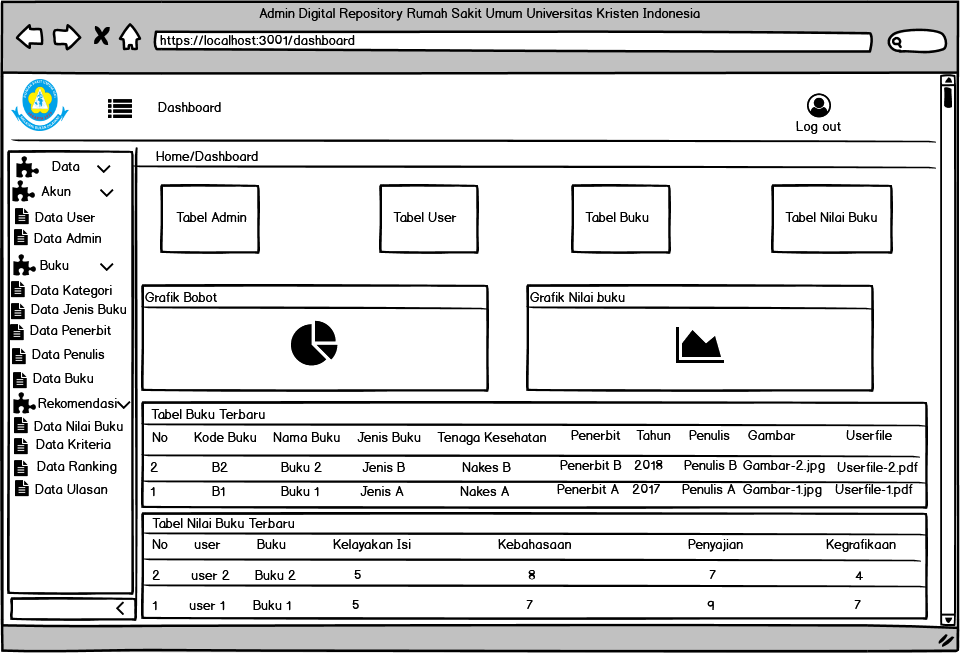 Admin Digital Repository Rumah Sakit Umum Universitas Kristen Indonesia
https://localhost:3001/dashboard
Dashboard
Log out
Home/Dashboard
Data
Akun
Data User
Data Admin
Buku
Data Kategori
Data Jenis Buku
Data Penerbit
Data Penulis
Data Buku
Rekomendasi
Data Nilai Buku
Data Kriteria
Data Ranking
Data Ulasan
Tabel Admin Tabel User Tabel Buku Tabel Nilai Buku
Grafik Bobot Grafik Nilai buku
Tabel Buku Terbaru
No Kode Buku Nama Buku Jenis Buku Tenaga Kesehatan Penerbit Tahun Penulis Gambar Userfile
2 B2 Buku 2 Jenis B Nakes B Penerbit B 2018 Penulis B Gambar-2.jpg Userfile-2.pdf
1 B1 Buku 1 Jenis A Nakes A Penerbit A 2017 Penulis A Gambar-1.jpg Userfile-1.pdf
Tabel Nilai Buku Terbaru
No user Buku Kelayakan Isi Kebahasaan Penyajian Kegrafikaan
2 user 2 Buku 2 5 8 7 4
1 user 1 Buku 1 5 7 9 7